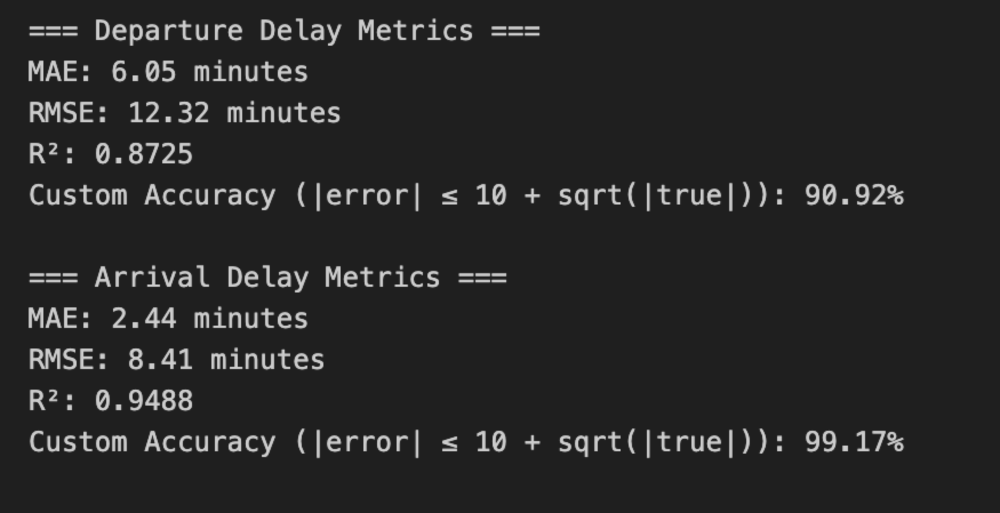 === Departure Delay Metrics ===
MAE: 6.05 minutes
RMSE: 12.32 minutes
R²: 0.8725
Custom Accuracy (|error| ≤ 10 + sqrt(|true|)): 90.92%
=== Arrival Delay Metrics ===
MAE: 2.44 minutes
RMSE: 8.41 minutes
R²: 0.9488
Custom Accuracy (|error| ≤ 10 + sqrt(|true|)): 99.17%